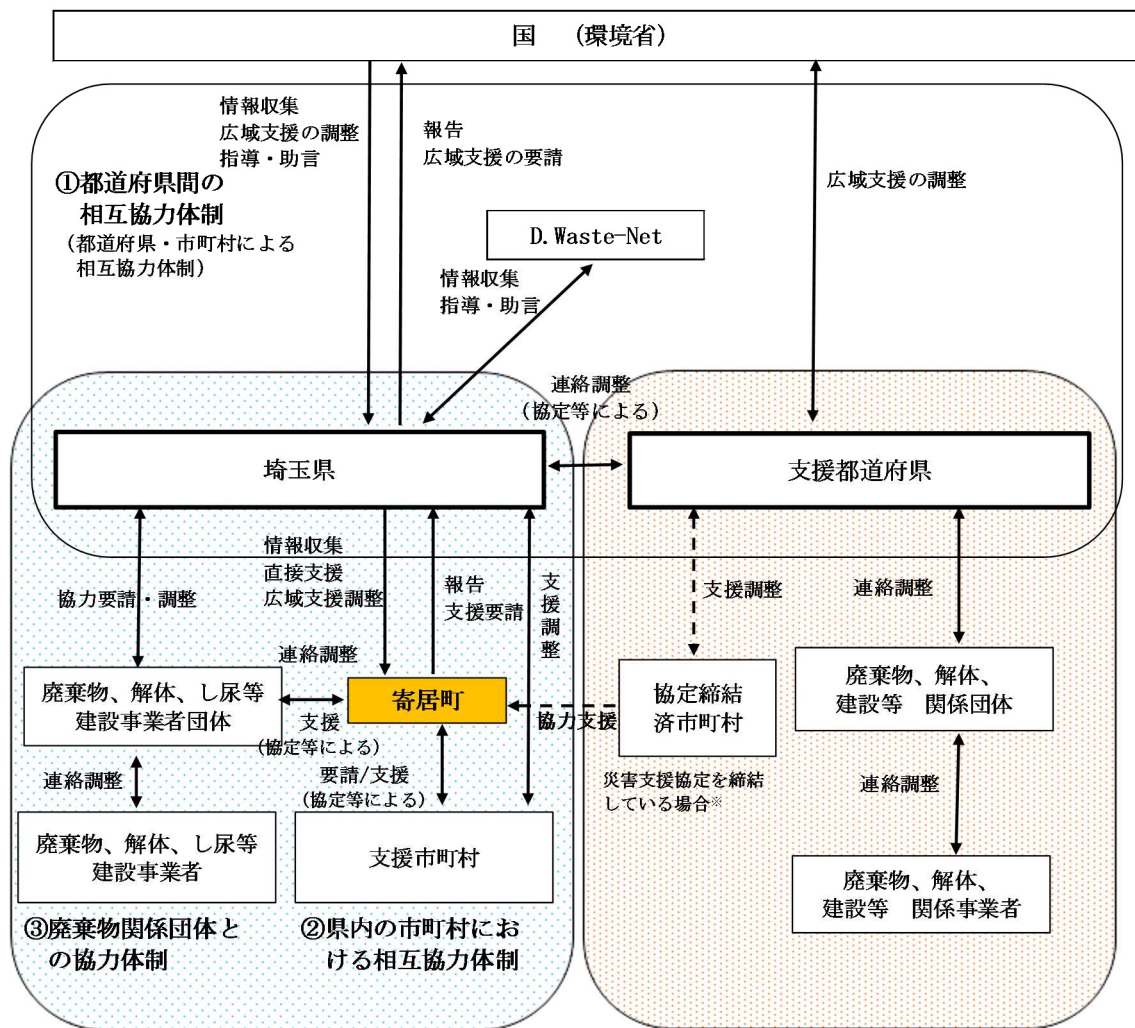 国 (環境省)
情報収集
広域支援の調整
指導・助言
報告
広域支援の要請
広域支援の調整
①都道府県間の
相互協力体制
(都道府県・市町村による
相互協力体制)
D.Waste-Net
情報収集
指導・助言
連絡調整
(協定等による)
埼玉県
支援都道府県
協力要請・調整
情報収集
直接支援
広域支援調整
報告
支援要請
支援調整
支援調整
連絡調整
連絡調整
廃棄物、解体、し尿等
建設事業者団体
寄居町
支援
(協定等による)
協力支援
協定締結
済市町村
廃棄物、解体、
建設等 関係団体
連絡調整
要請/支援
(協定等による)
災害支援協定を締結
している場合※
連絡調整
廃棄物、解体、し尿等
建設事業者
支援市町村
廃棄物、解体、
建設等 関係事業者
③廃棄物関係団体と
の協力体制
②県内の市町村にお
ける相互協力体制